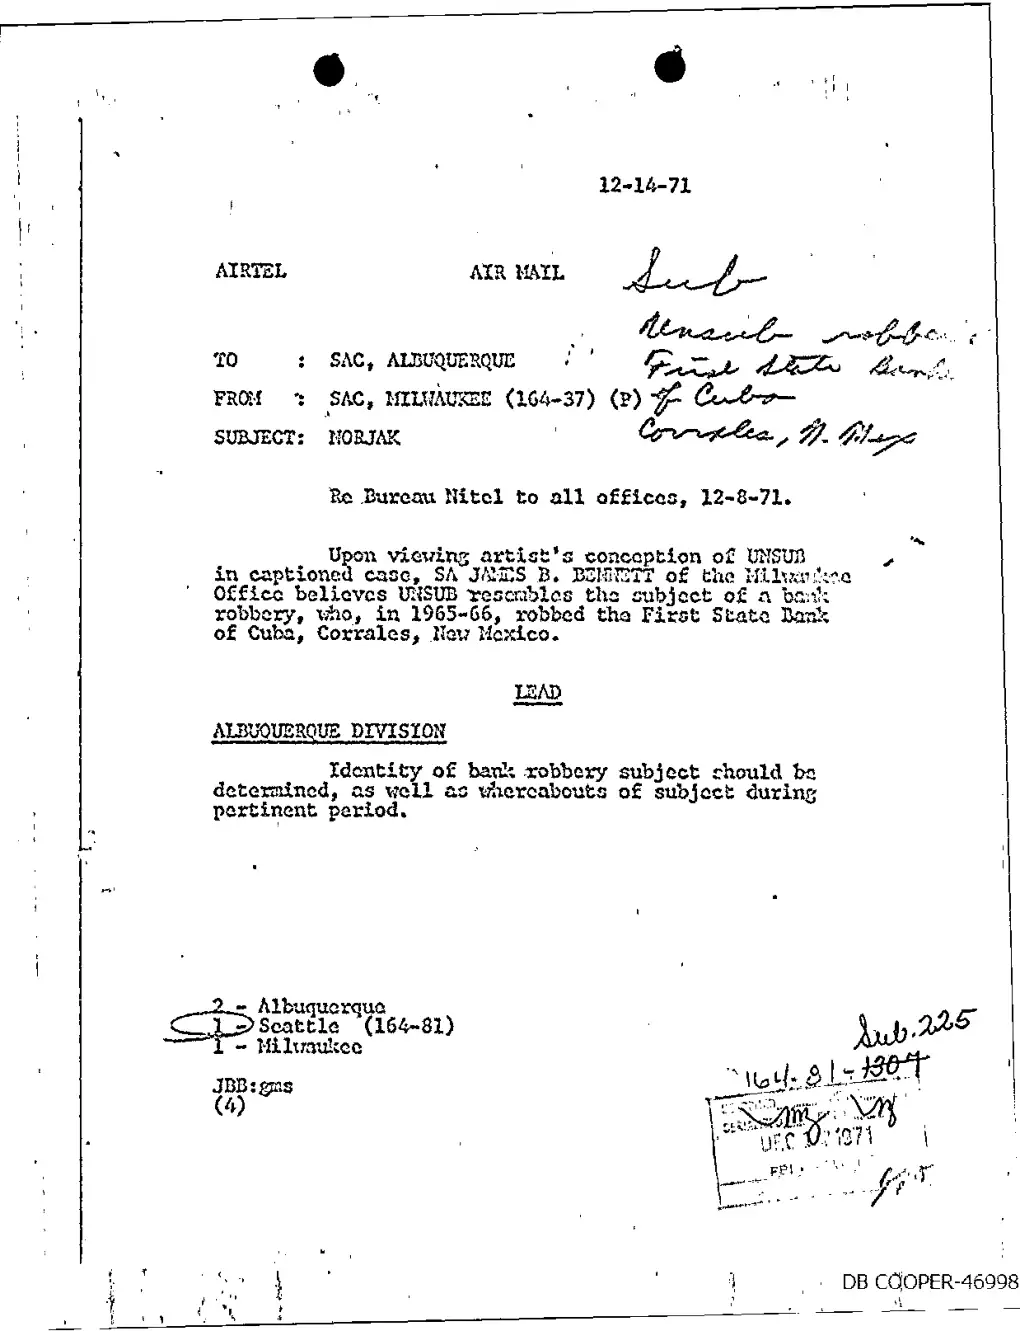 12-14-71
AIRTEL AIR MAIL
Sub
Unsub
TO : SAC, ALBUQUERQUE First State Bank
FROM : SAC, MILWAUKEE (164-37) (P) of Cuba
SUBJECT: NORJAK Corrales, N. Mex
Re Bureau Nitel to all offices, 12-8-71.
Upon viewing artist's conception of UNSUB
in captioned case, SA JAMES B. BENNETT of the Milwaukee
Office believes UNSUB resembles the subject of a bank
robbery, who, in 1965-66, robbed the First State Bank
of Cuba, Corrales, New Mexico.
LEAD
ALBUQUERQUE DIVISION
Identity of bank robbery subject should be
determined, as well as whereabouts of subject during
pertinent period.
2 - Albuquerque
1 - Seattle (164-81)
1 - Milwaukee
JBB:gms
(4)
Sub.225
164-81-1307
DEC 1971
FBI
DB COOPER-46998